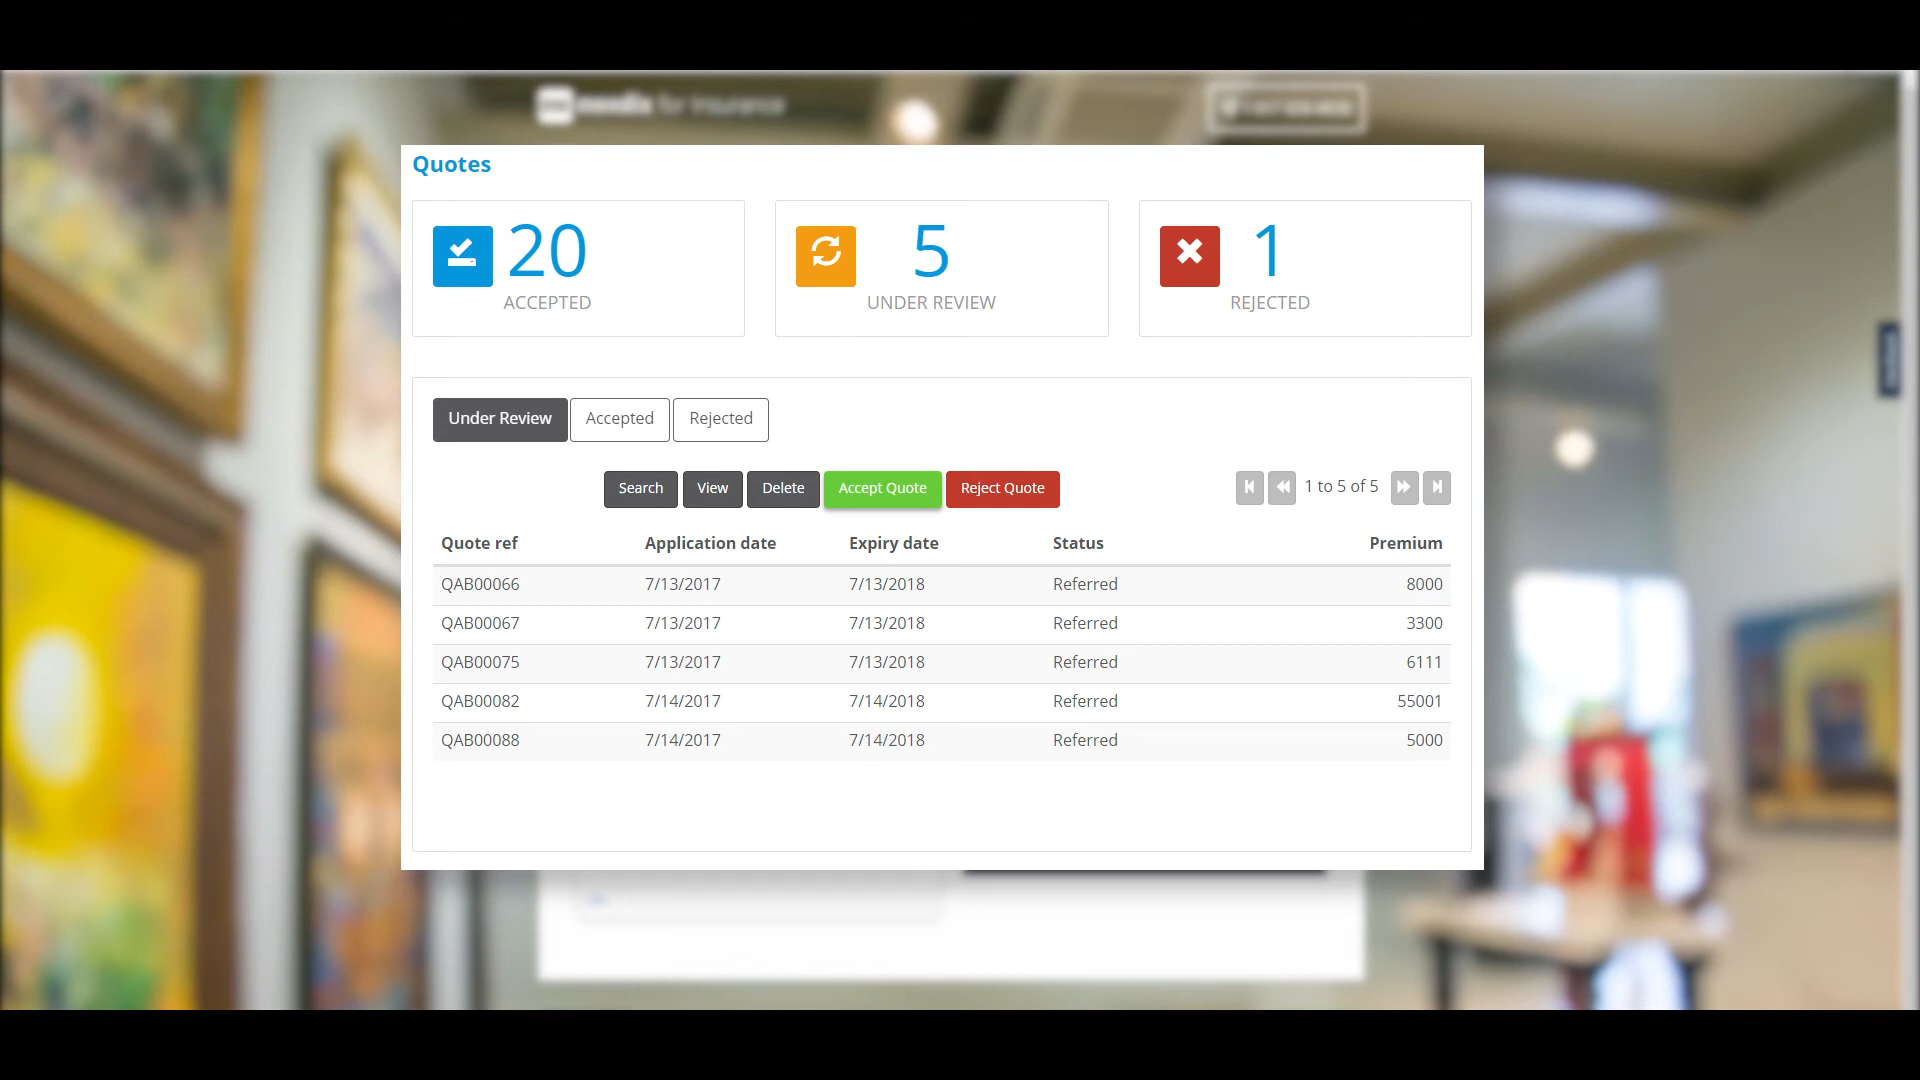 for insurance
Quotes
20 5 1
ACCEPTED UNDER REVIEW REJECTED
Under Review Accepted Rejected
Search View Delete Accept Quote Reject Quote 1 to 5 of 5
Quote ref Application date Expiry date Status Premium
QAB00066 7/13/2017 7/13/2018 Referred 8000
QAB00067 7/13/2017 7/13/2018 Referred 3300
QAB00075 7/13/2017 7/13/2018 Referred 6111
QAB00082 7/14/2017 7/14/2018 Referred 55001
QAB00088 7/14/2017 7/14/2018 Referred 5000